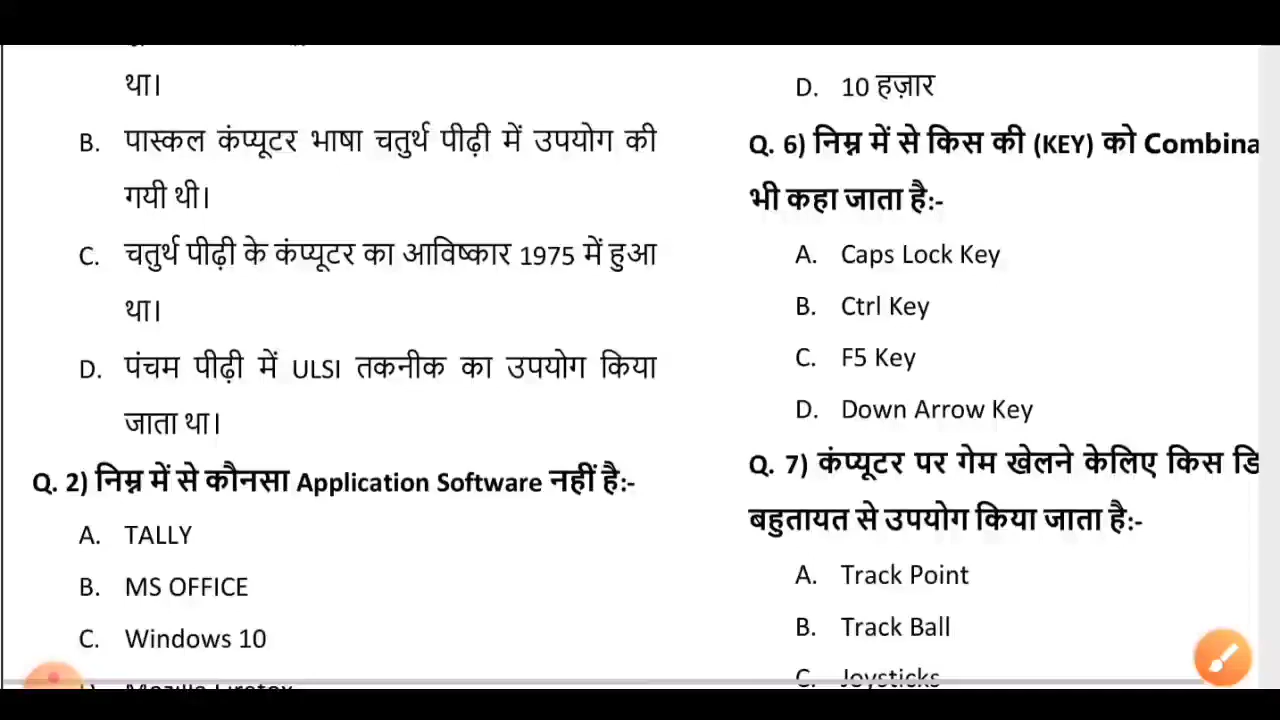 था।
B. पास्कल कंप्यूटर भाषा चतुर्थ पीढ़ी में उपयोग की
गयी थी।
C. चतुर्थ पीढ़ी के कंप्यूटर का आविष्कार 1975 में हुआ
था।
D. पंचम पीढ़ी में ULSI तकनीक का उपयोग किया
जाता था।
Q. 2) निम्न में से कौनसा Application Software नहीं है:-
A. TALLY
B. MS OFFICE
C. Windows 10
D. 10 हज़ार
Q. 6) निम्न में से किस की (KEY) को Combina
भी कहा जाता है:-
A. Caps Lock Key
B. Ctrl Key
C. F5 Key
D. Down Arrow Key
Q. 7) कंप्यूटर पर गेम खेलने केलिए किस डि
बहुतायत से उपयोग किया जाता है:-
A. Track Point
B. Track Ball
C. Joysticks